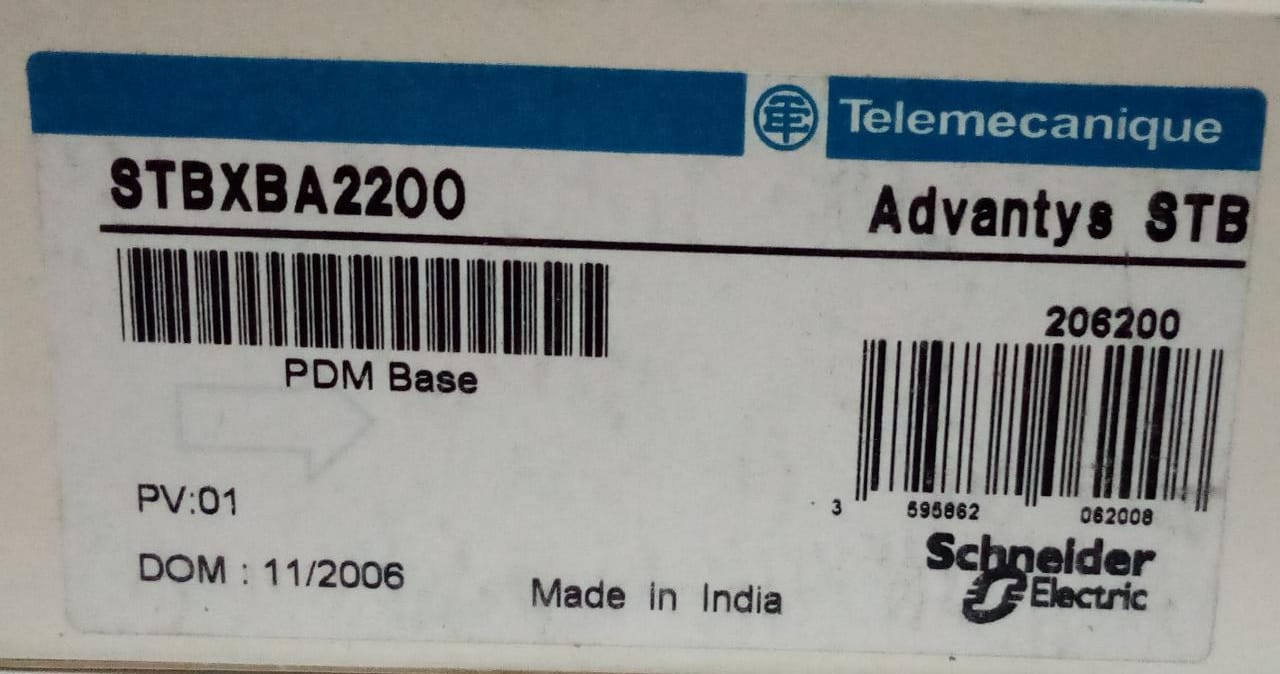 Telemecanique
STBXBA2200
Advantys STB
206200
PDM Base
PV:01
3 595862 062008
DOM : 11/2006
Made in India
Schneider
Electric